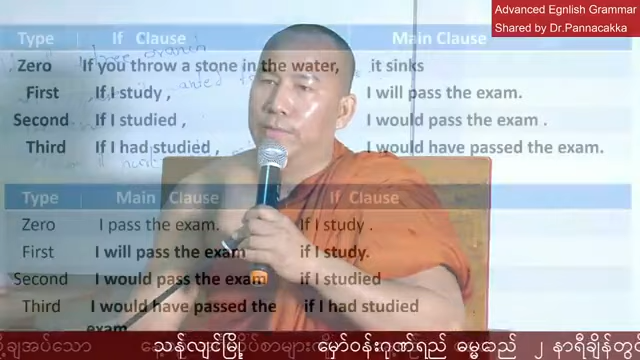 Advanced Egnlish Grammar
Shared by Dr.Pannacakka
Type If Clause Main Clause
Zero If you throw a stone in the water, it sinks
First If I study , I will pass the exam.
Second If I studied , I would pass the exam .
Third If I had studied , I would have passed the exam.
Type Main Clause If Clause
Zero I pass the exam. If I study .
First I will pass the exam if I study.
Second I would pass the exam if I studied
Third I would have passed the if I had studied
exam